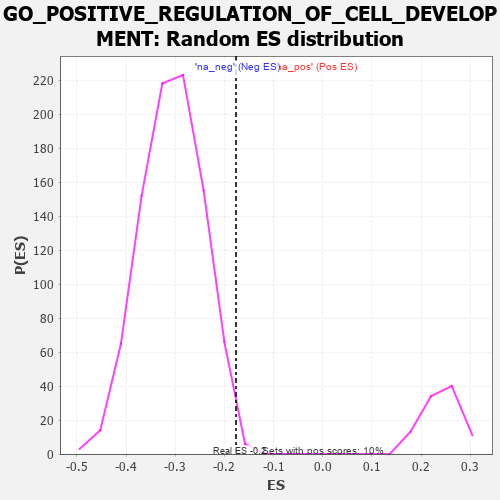 GO_POSITIVE_REGULATION_OF_CELL_DEVELOP
MENT: Random ES distribution
'na_neg' (Neg ES)
'na_pos' (Pos ES)
220
200
180
160
140
120
100
80
60
40
20
0
P(ES)
Real ES -0.2
Sets with pos scores: 10%
-0.5 -0.4 -0.3 -0.2 -0.1 0.0 0.1 0.2 0.3
ES